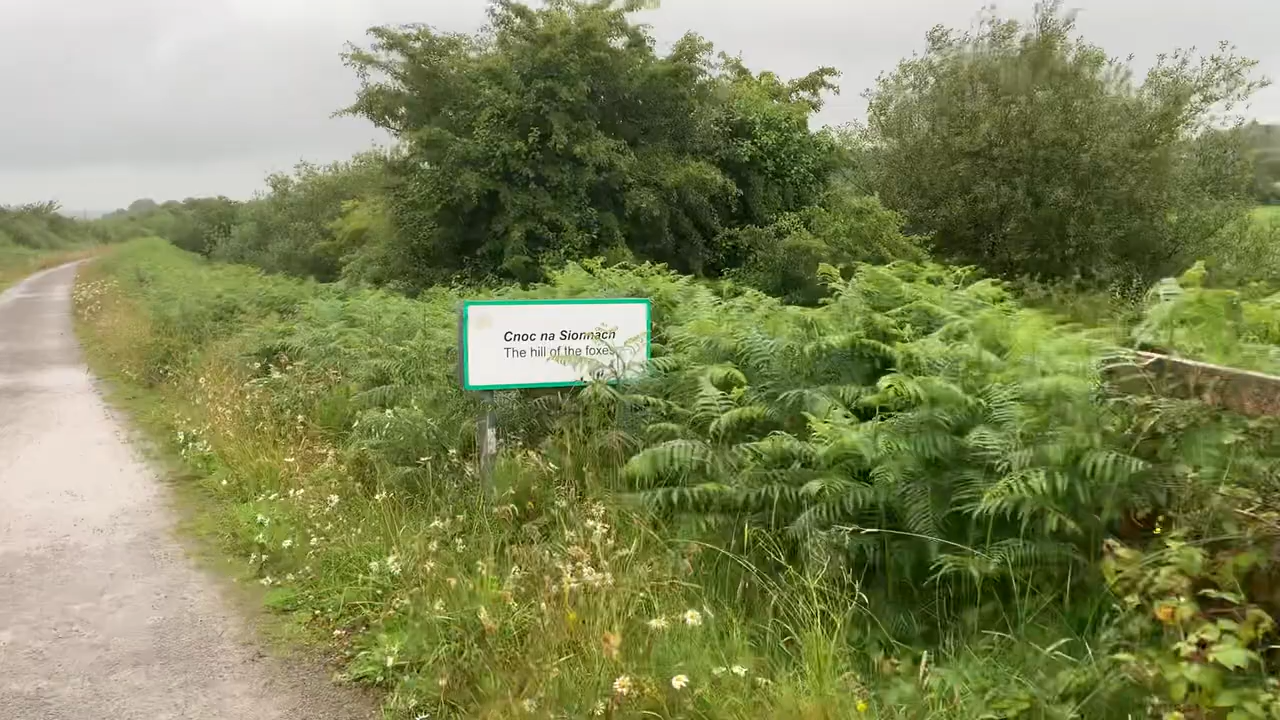 Cnoc na Sionnach
The hill of the foxes